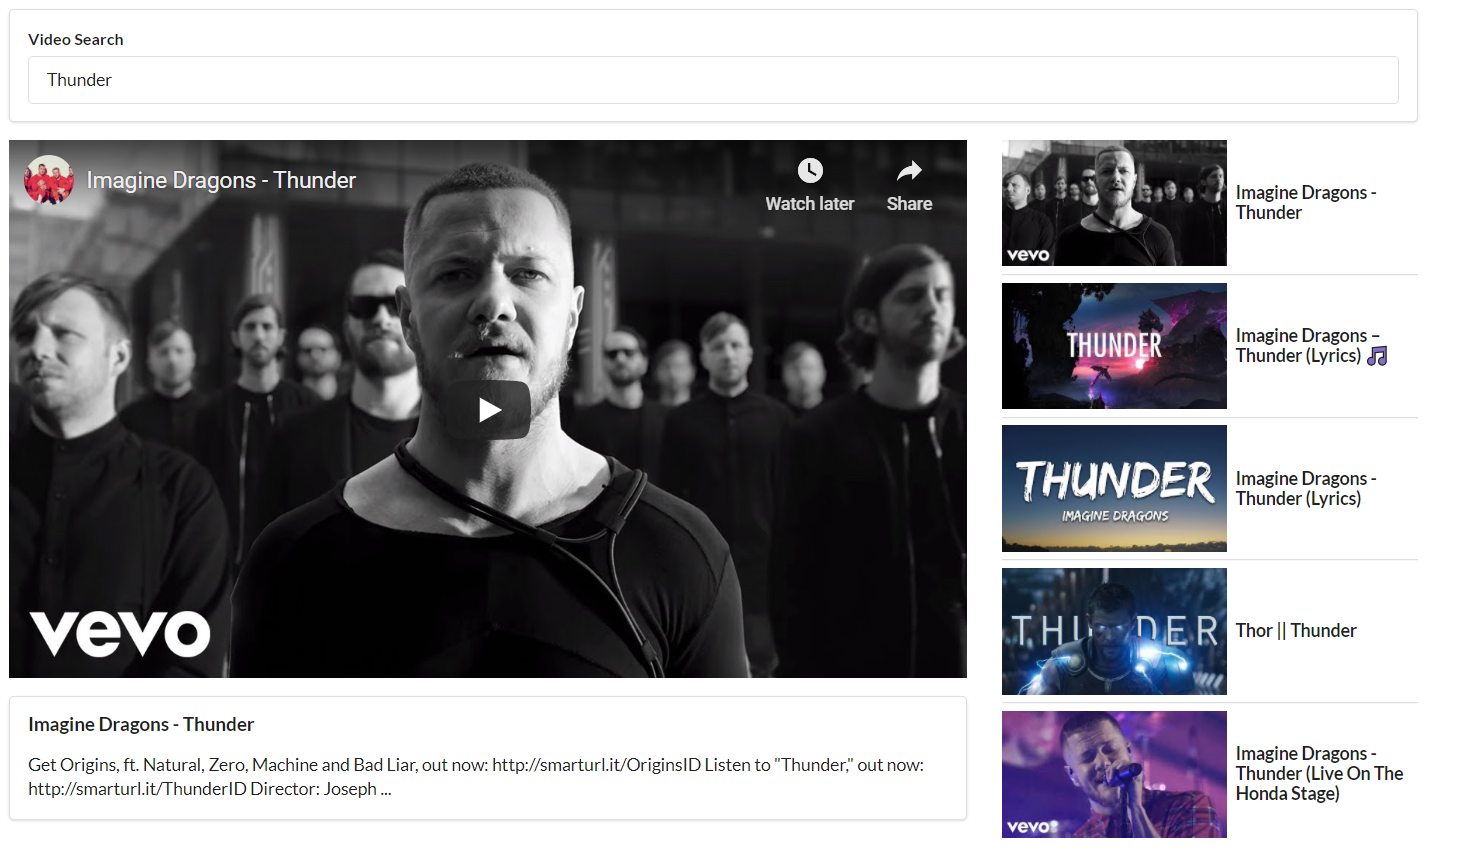 Video Search
Thunder
Imagine Dragons - Thunder
Watch later
Share
vevo
Imagine Dragons - Thunder
Get Origins, ft. Natural, Zero, Machine and Bad Liar, out now: http://smarturl.it/OriginsID Listen to "Thunder," out now:
http://smarturl.it/ThunderID Director: Joseph ...
vevo
Imagine Dragons -
Thunder
THUNDER
Imagine Dragons –
Thunder (Lyrics) 🎵
THUNDER
IMAGINE DRAGONS
Imagine Dragons -
Thunder (Lyrics)
THUNDER
Thor || Thunder
vevo
Imagine Dragons -
Thunder (Live On The
Honda Stage)